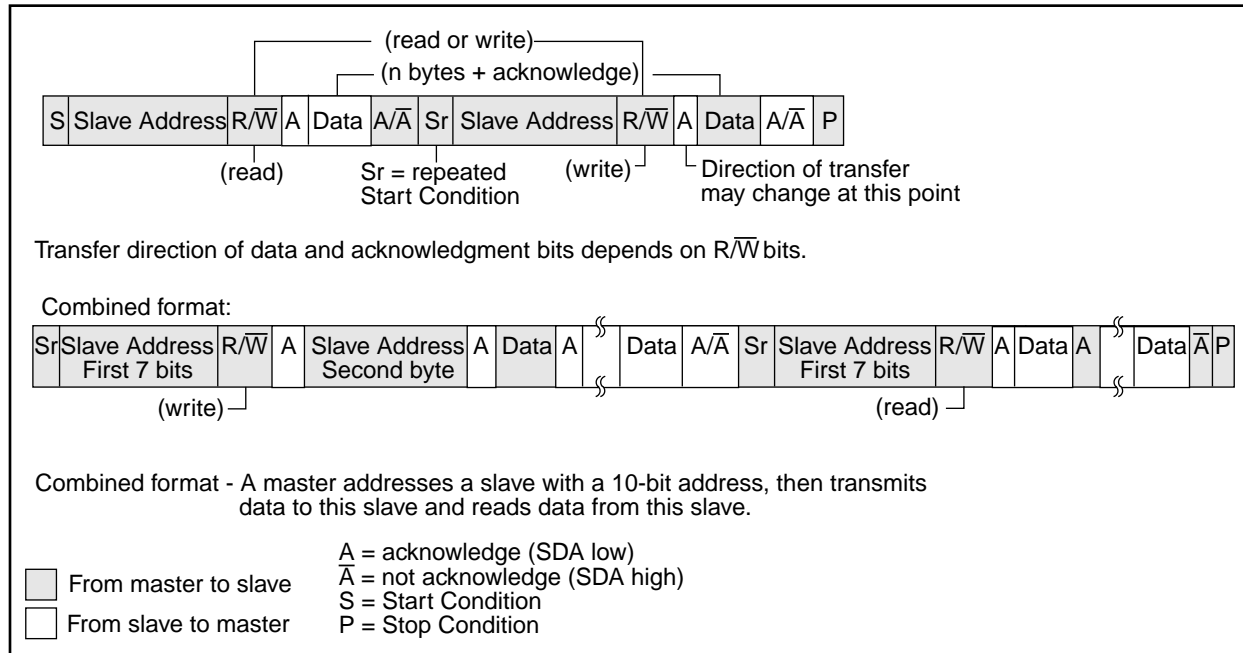 (read or write)
(n bytes + acknowledge)
S Slave Address R/W̅ A Data A/A̅ Sr Slave Address R/W̅ A Data A/A̅ P
(read) Sr = repeated (write) Direction of transfer
Start Condition may change at this point
Transfer direction of data and acknowledgment bits depends on R/W̅ bits.
Combined format:
Sr Slave Address R/W̅ A Slave Address A Data A Data A/A̅ Sr Slave Address R/W̅ A Data A Data A̅ P
First 7 bits Second byte First 7 bits
(write) (read)
Combined format - A master addresses a slave with a 10-bit address, then transmits
data to this slave and reads data from this slave.
A = acknowledge (SDA low)
A̅ = not acknowledge (SDA high)
S = Start Condition
P = Stop Condition
From master to slave
From slave to master